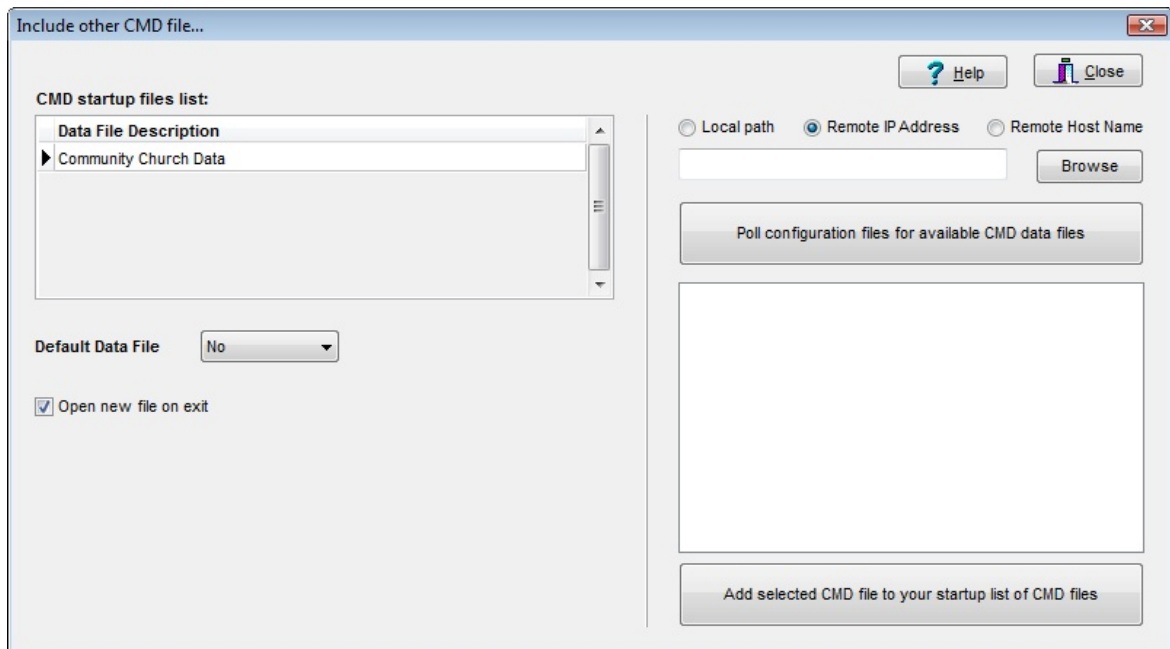 Include other CMD file...
Help
Close
CMD startup files list:
Data File Description
Community Church Data
Default Data File No
Open new file on exit
Local path Remote IP Address Remote Host Name
Browse
Poll configuration files for available CMD data files
Add selected CMD file to your startup list of CMD files